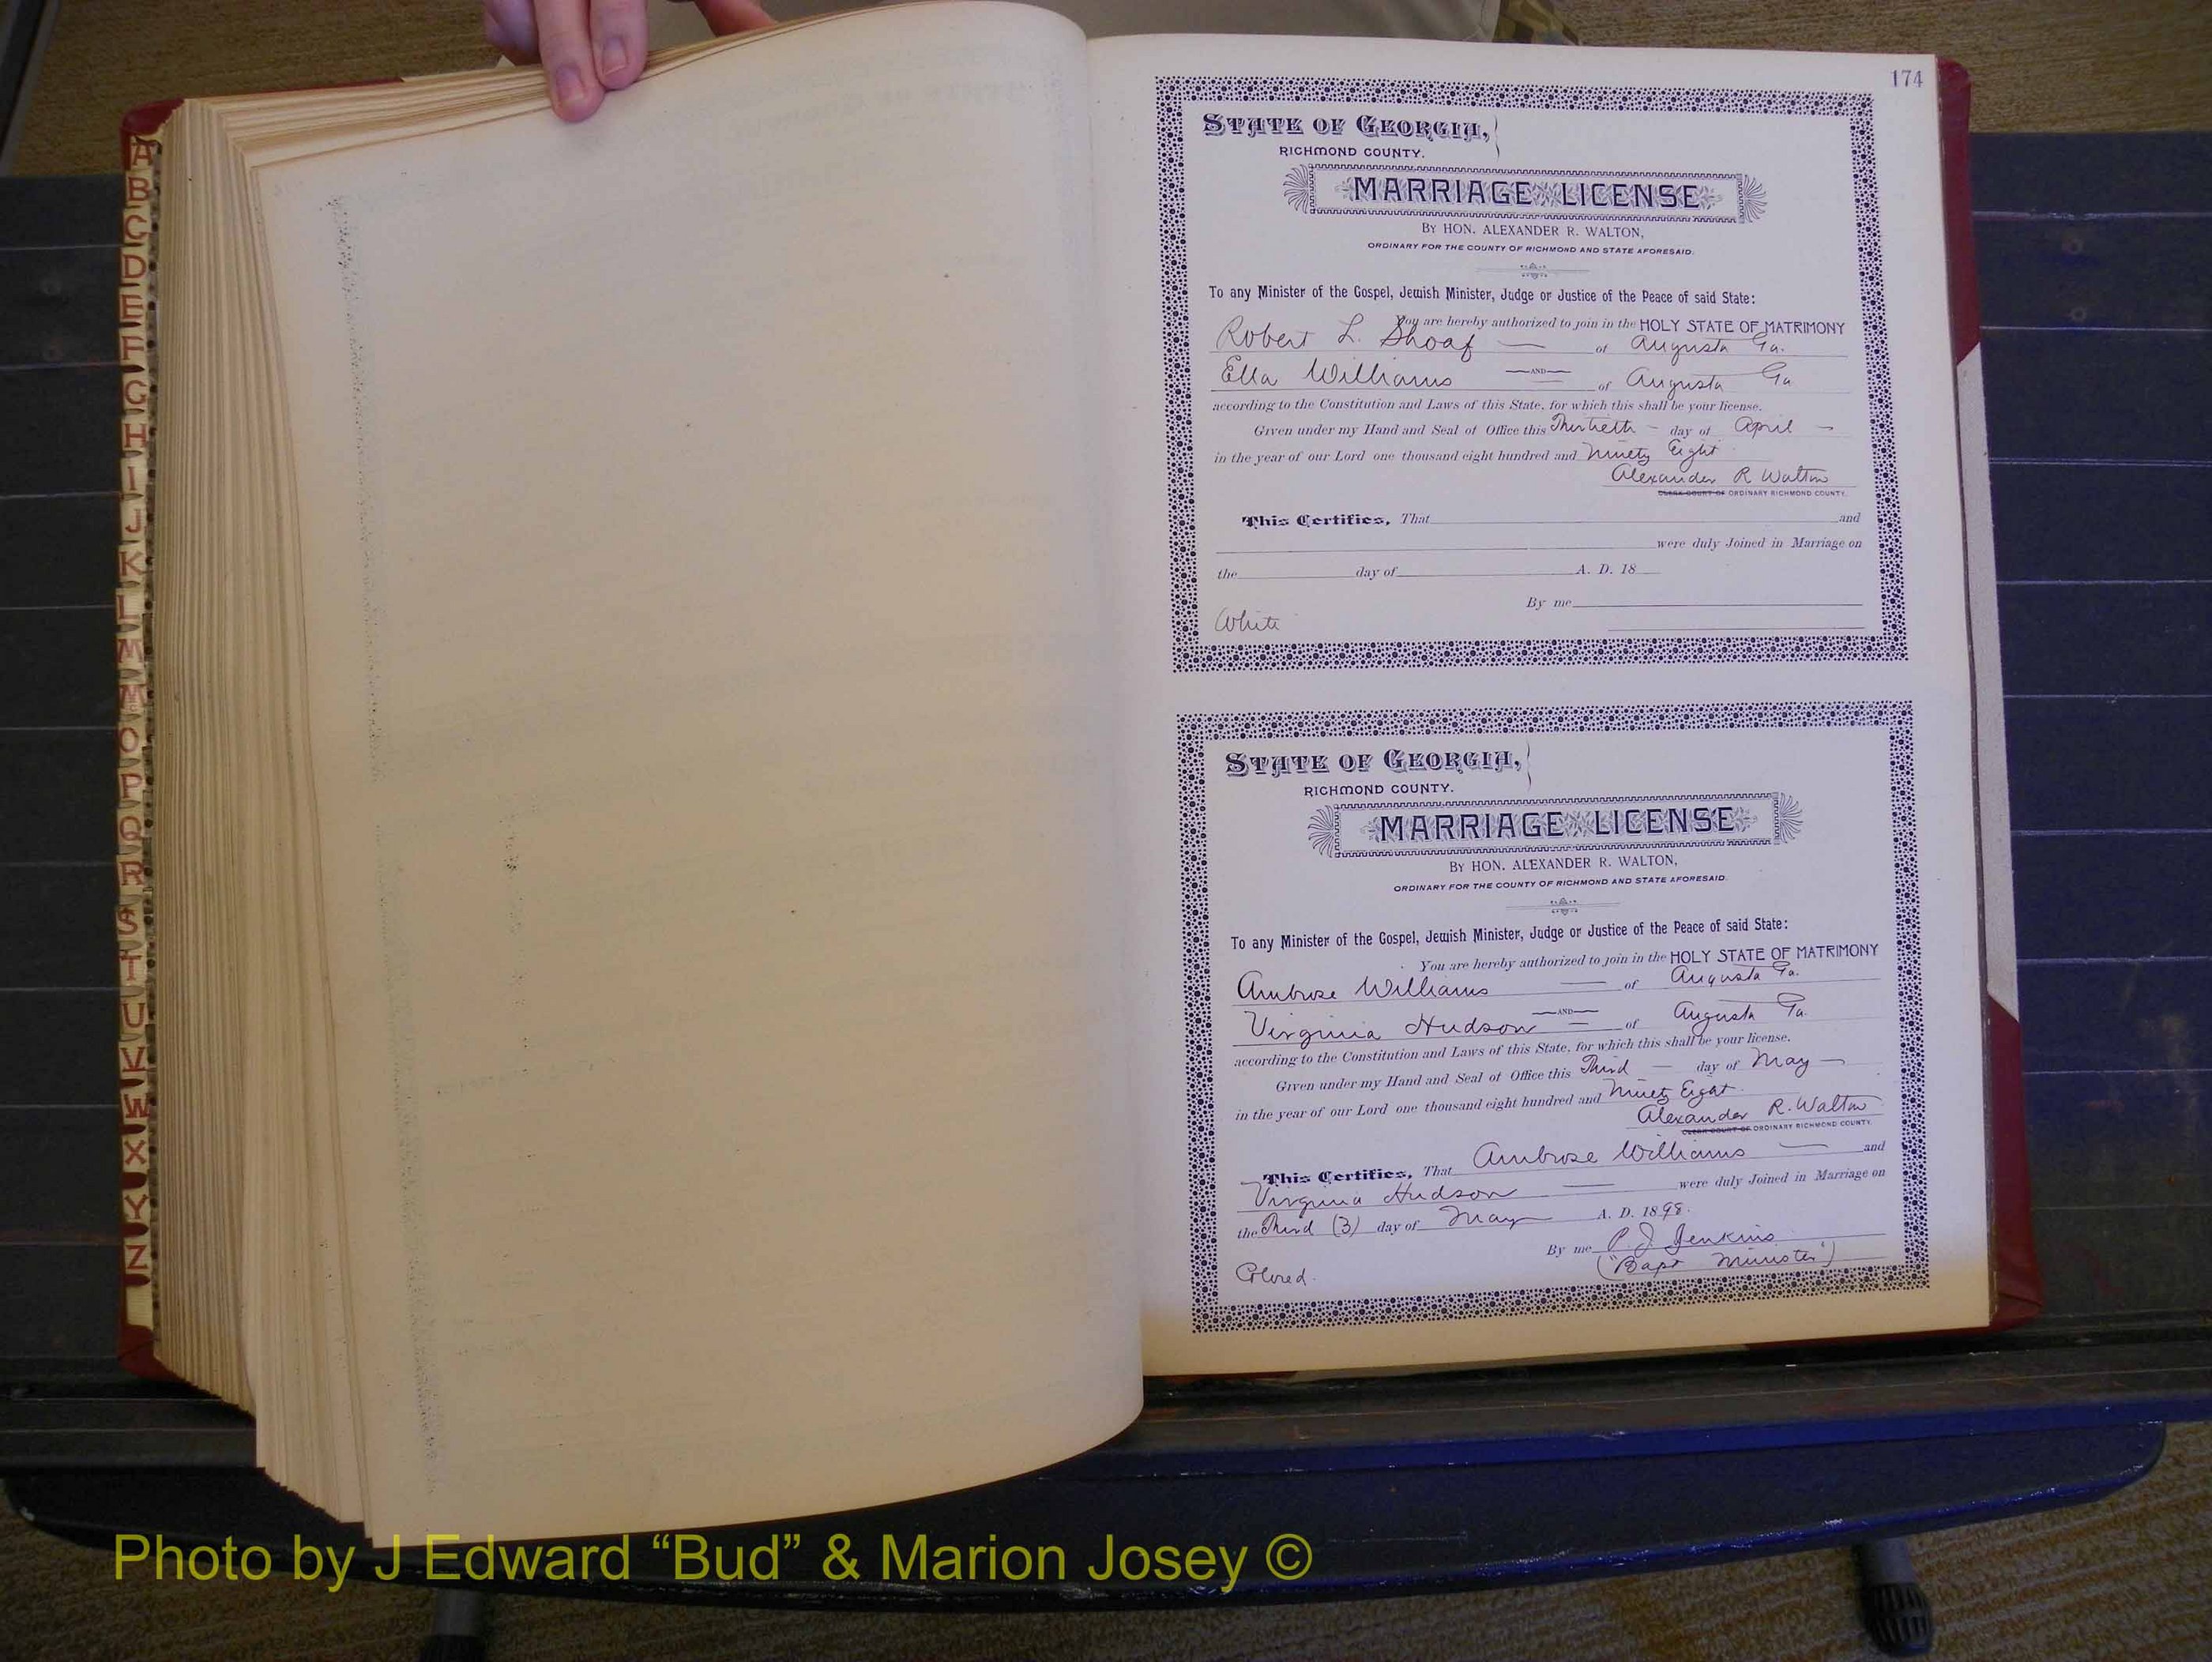 A
B
C
D
E
F
G
H
I
J
K
L
M
Mc
O
P
Q
R
S
T
U
V
W
X
Y
Z
174
STATE OF GEORGIA,
RICHMOND COUNTY.
MARRIAGE LICENSE
BY HON. ALEXANDER R. WALTON,
ORDINARY FOR THE COUNTY OF RICHMOND AND STATE AFORESAID.
To any Minister of the Gospel, Jewish Minister, Judge or Justice of the Peace of said State:
You are hereby authorized to join in the HOLY STATE OF MATRIMONY
Robert L. Shoaf — of Augusta Ga.
AND
Ella Williams — of Augusta Ga
according to the Constitution and Laws of this State, for which this shall be your license.
Given under my Hand and Seal of Office this Thirtieth — day of April —
in the year of our Lord one thousand eight hundred and Ninety Eight
Alexander R Walton
CLERK COURT OF ORDINARY RICHMOND COUNTY.
This Certifies, That and
were duly Joined in Marriage on
the day of A. D. 18
By me
White
STATE OF GEORGIA,
RICHMOND COUNTY.
MARRIAGE LICENSE
BY HON. ALEXANDER R. WALTON,
ORDINARY FOR THE COUNTY OF RICHMOND AND STATE AFORESAID.
To any Minister of the Gospel, Jewish Minister, Judge or Justice of the Peace of said State:
You are hereby authorized to join in the HOLY STATE OF MATRIMONY
Ambrose Williams — of Augusta Ga.
AND
Virginia Hudson — of Augusta Ga.
according to the Constitution and Laws of this State, for which this shall be your license.
Given under my Hand and Seal of Office this Third — day of May —
in the year of our Lord one thousand eight hundred and Ninety Eight.
Alexander R. Walton
CLERK COURT OF ORDINARY RICHMOND COUNTY.
This Certifies, That Ambrose Williams — and
Virginia Hudson — were duly Joined in Marriage on
the Third (3) day of May A. D. 1898.
By me P. J. Jenkins
("Bapt Minister")
Colored.
Photo by J Edward “Bud” & Marion Josey ©